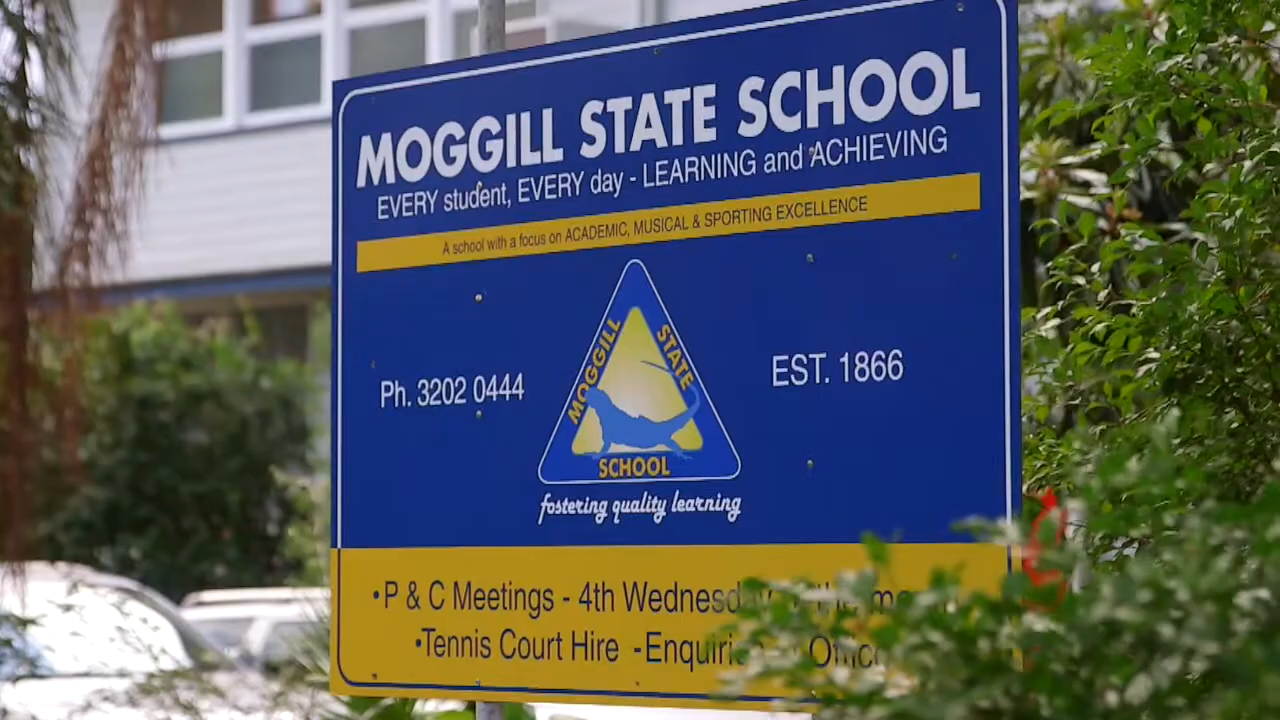 MOGGILL STATE SCHOOL
EVERY student, EVERY day - LEARNING and ACHIEVING
A school with a focus on ACADEMIC, MUSICAL & SPORTING EXCELLENCE
Ph. 3202 0444
MOGGILL STATE
SCHOOL
EST. 1866
fostering quality learning
•P & C Meetings - 4th Wednesday
•Tennis Court Hire -